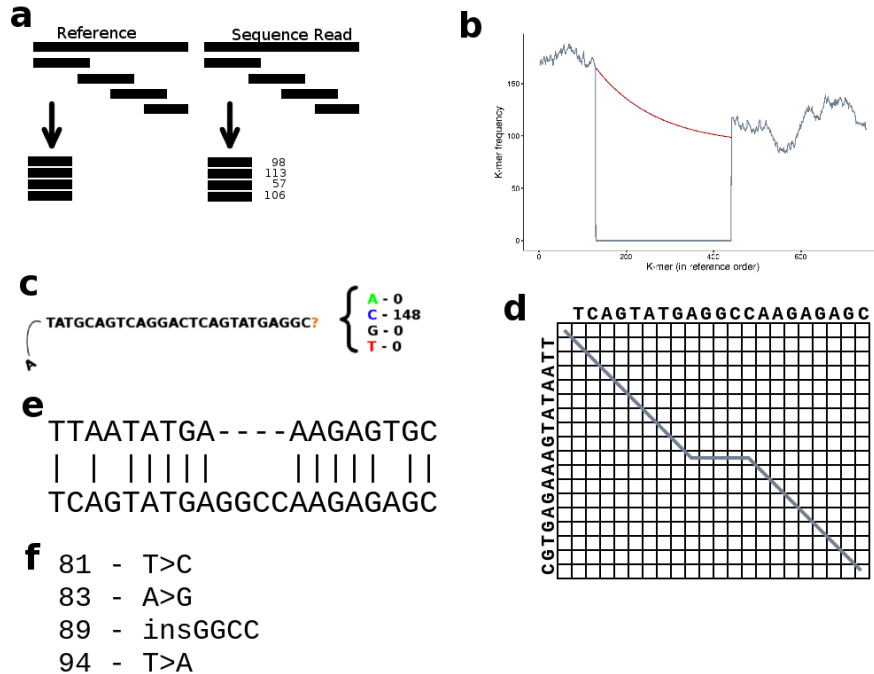 a
Reference
Sequence Read
98
113
57
106
b
K-mer frequency
150
100
50
0
0
200
400
600
K-mer (in reference order)
c
TATGCAGTCAGGACTCAGTATGAGGC?
A
A - 0
C - 148
G - 0
T - 0
d
TCAGTATGAGGCCAAGAGAGC
CGTGAGAAAGTATAATT
e
TTAATATGA----AAGAGTGC
TCAGTATGAGGCCAAGAGAGC
f
81 - T>C
83 - A>G
89 - insGGCC
94 - T>A